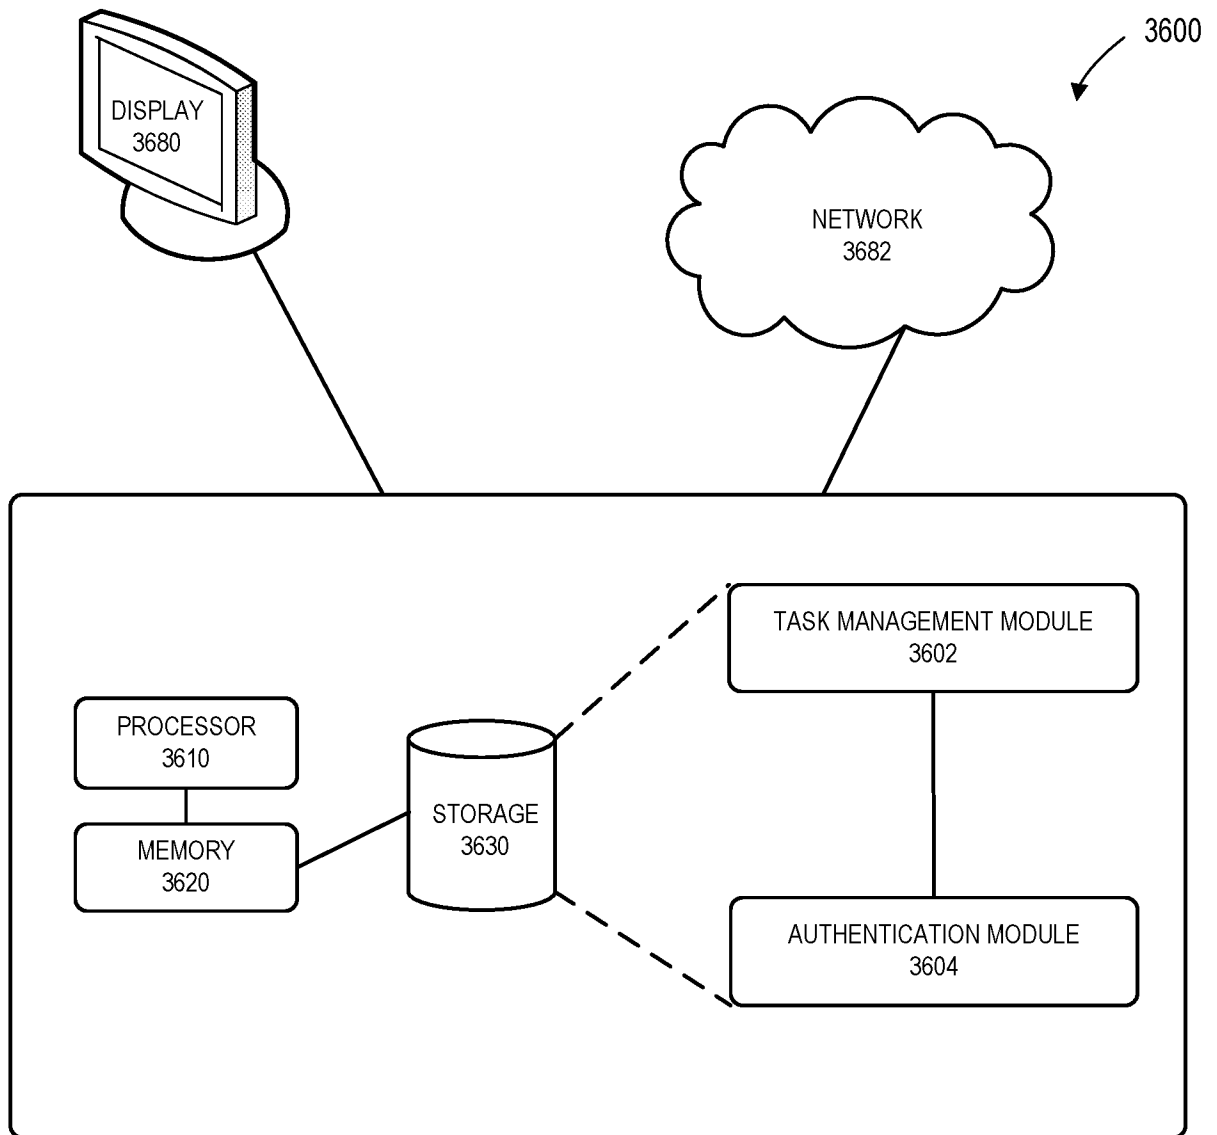 3600
DISPLAY
3680
NETWORK
3682
TASK MANAGEMENT MODULE
3602
PROCESSOR
3610
STORAGE
3630
MEMORY
3620
AUTHENTICATION MODULE
3604